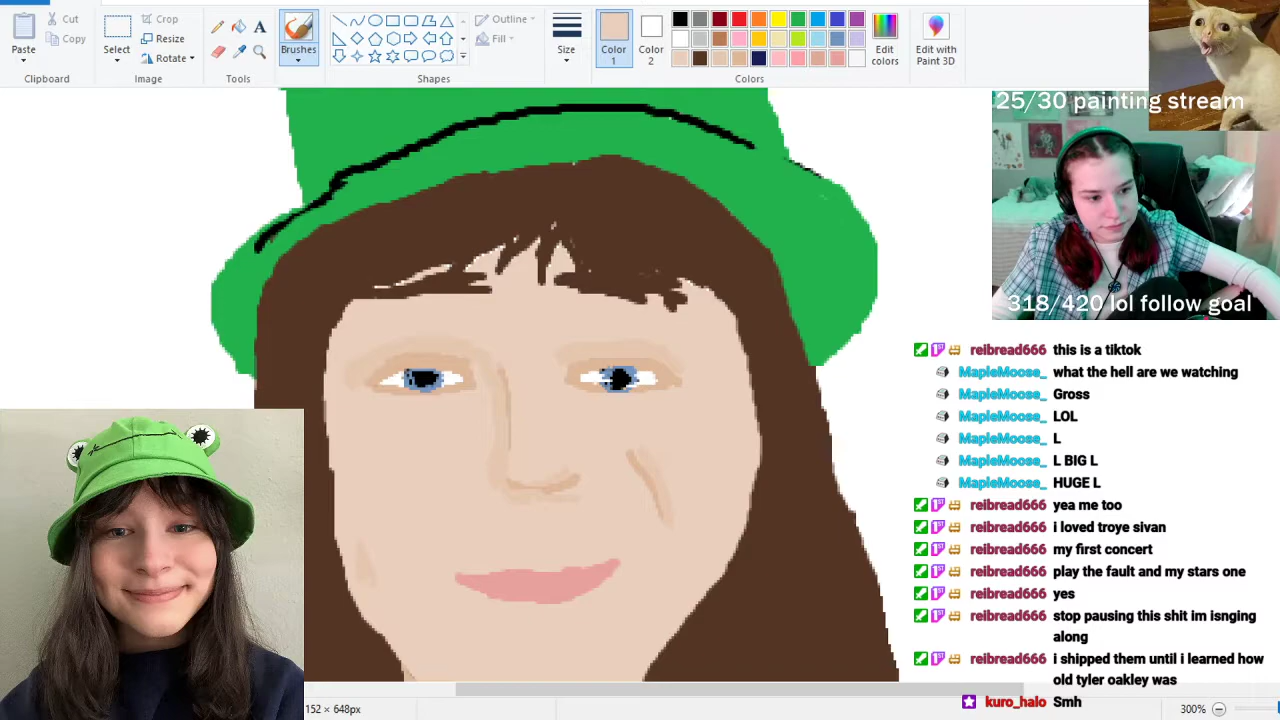 Paste
Cut
Copy
Clipboard
Select
Crop
Resize
Rotate
Image
A
Tools
Brushes
Shapes
Outline
Fill
Size
Color
1
Color
2
Edit
colors
Colors
Edit with
Paint 3D
25/30 painting stream
318/420 lol follow goal
reibread666 this is a tiktok
MapleMoose_ what the hell are we watching
MapleMoose_ Gross
MapleMoose_ LOL
MapleMoose_ L
MapleMoose_ L BIG L
MapleMoose_ HUGE L
reibread666 yea me too
reibread666 i loved troye sivan
reibread666 my first concert
reibread666 play the fault and my stars one
reibread666 yes
reibread666 stop pausing this shit im isnging
along
reibread666 i shipped them until i learned how
old tyler oakley was
kuro_halo Smh
152 × 648px
300%